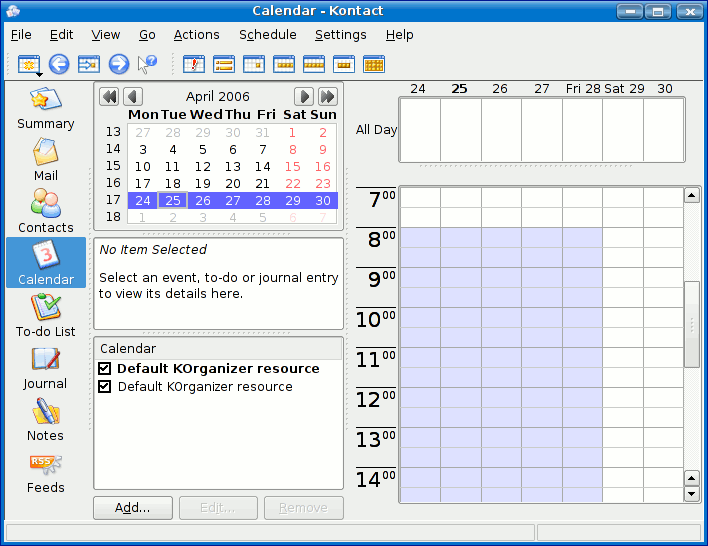 Calendar - Kontact
File Edit View Go Actions Schedule Settings Help
Summary
Mail
Contacts
3
Calendar
To-do List
Journal
Notes
RSS
Feeds
April 2006
Mon Tue Wed Thu Fri Sat Sun
13 27 28 29 30 31 1 2
14 3 4 5 6 7 8 9
15 10 11 12 13 14 15 16
16 17 18 19 20 21 22 23
17 24 25 26 27 28 29 30
18 1 2 3 4 5 6 7
No Item Selected
Select an event, to-do or journal entry
to view its details here.
Calendar
Default KOrganizer resource
Default KOrganizer resource
Add... Edit... Remove
24 25 26 27 Fri 28 Sat 29 30
All Day
7 00
8 00
9 00
10 00
11 00
12 00
13 00
14 00